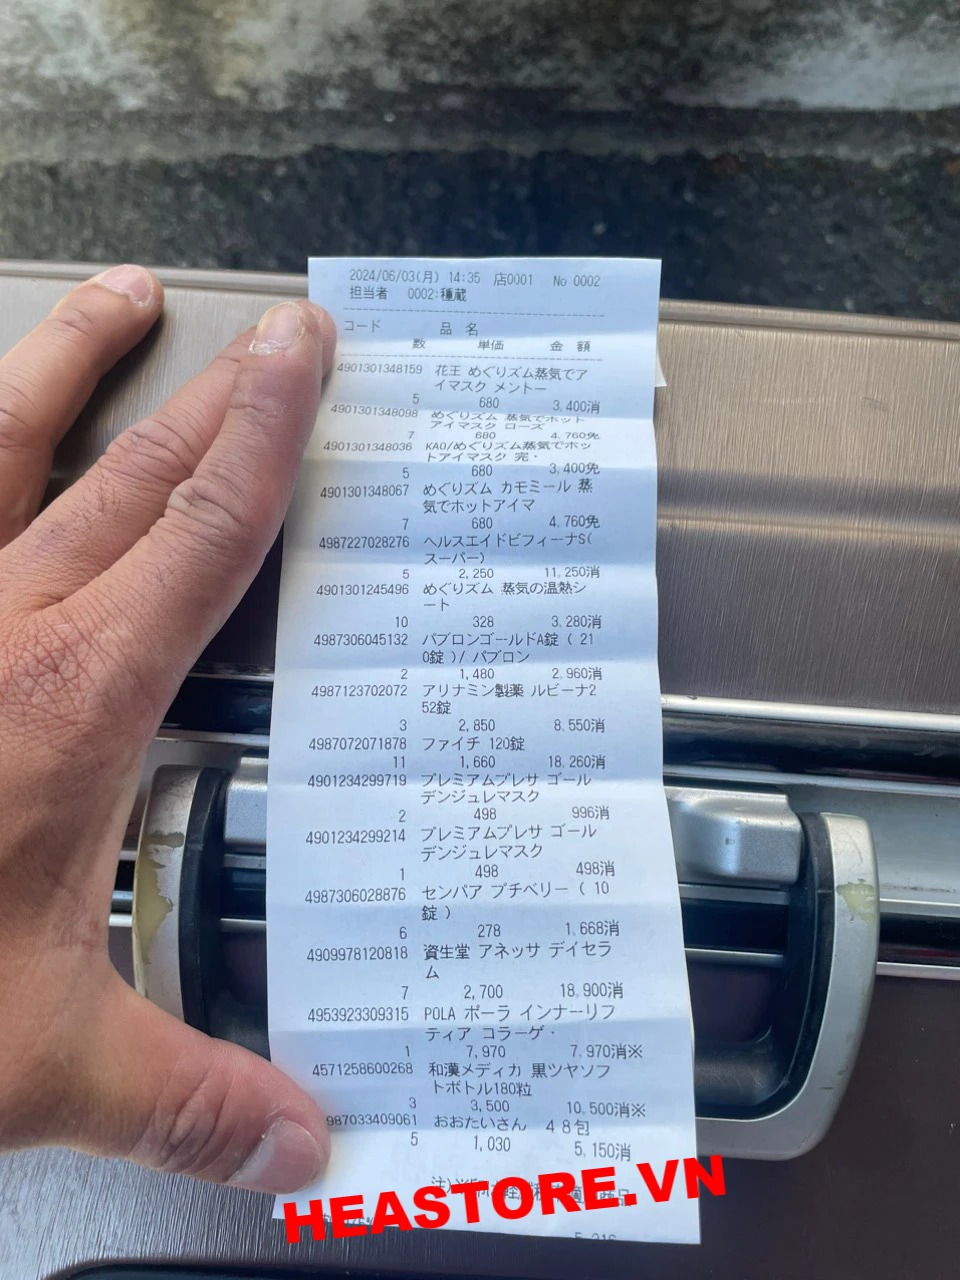 2024/06/03(月) 14:35 店0001 No 0002
担当者 0002:種蔵
コード 品 名
数 単価 金 額
4901301348159 花王 めぐりズム蒸気でア
イマスク メントー
5 680 3,400消
4901301348098 めぐりズム 蒸気でホット
アイマスク ローズ
7 680 4,760免
4901301348036 KAO/めぐりズム蒸気でホッ
トアイマスク 完・
5 680 3,400免
4901301348067 めぐりズム カモミール 蒸
気でホットアイマ
7 680 4,760免
4987227028276 ヘルスエイドビフィーナS(
スーパー)
5 2,250 11,250消
4901301245496 めぐりズム 蒸気の温熱シ
ート
10 328 3,280消
4987306045132 パブロンゴールドA錠 ( 21
0錠 )/ パブロン
2 1,480 2,960消
4987123702072 アリナミン製薬 ルビーナ2
52錠
3 2,850 8,550消
4987072071878 ファイチ 120錠
11 1,660 18,260消
4901234299719 プレミアムプレサ ゴール
デンジュレマスク
2 498 996消
4901234299214 プレミアムプレサ ゴール
デンジュレマスク
1 498 498消
4987306028876 センパア プチベリー ( 10
錠 )
6 278 1,668消
4909978120818 資生堂 アネッサ デイセラ
ム
7 2,700 18,900消
4953923309315 POLA ポーラ インナーリフ
ティア コラーゲ・
1 7,970 7,970消※
4571258600268 和漢メディカ 黒ツヤソフ
トボトル180粒
3 3,500 10,500消※
987033409061 おおたいさん 48包
5 1,030 5,150消
HEASTORE.VN